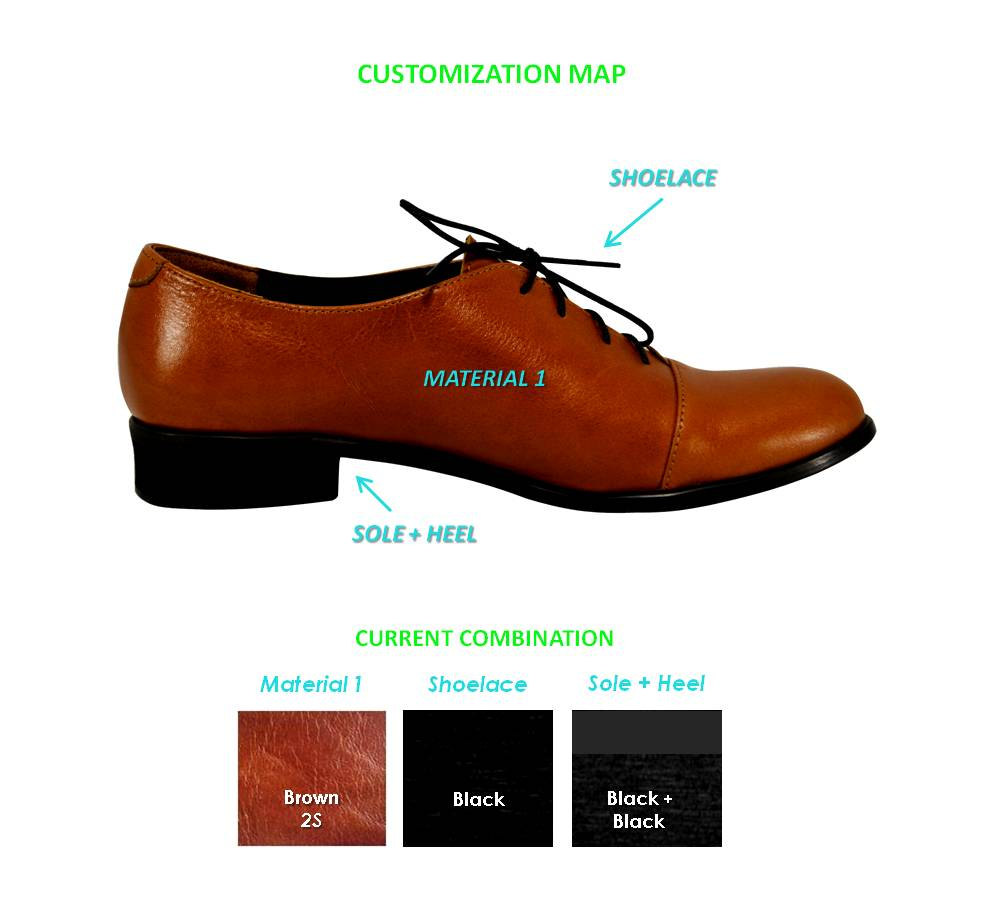 CUSTOMIZATION MAP
SHOELACE
MATERIAL 1
SOLE + HEEL
CURRENT COMBINATION
Material 1
Shoelace
Sole + Heel
Brown
2S
Black
Black +
Black